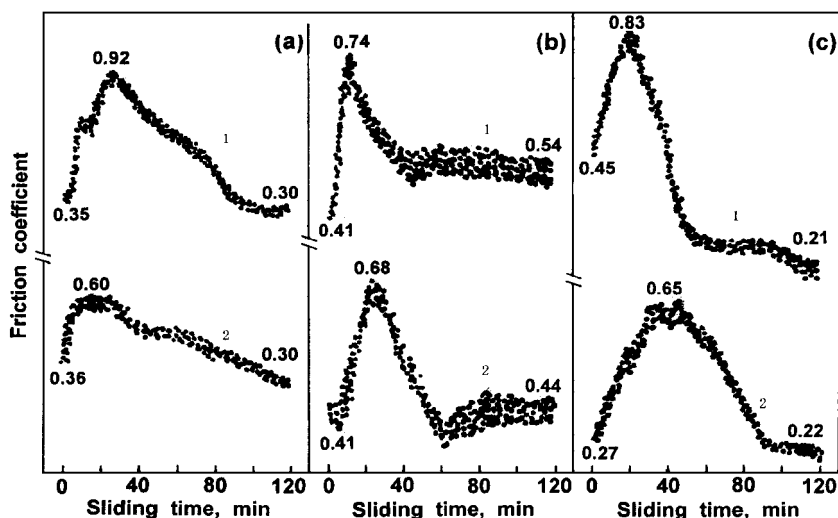 Friction coefficient
(a)
0.92
1
0.35
0.30
0.60
2
0.36
0.30
0 40 80 120
Sliding time, min
(b)
0.74
1
0.54
0.41
0.68
2
0.44
0.41
0 40 80 120
Sliding time, min
(c)
0.83
0.45
1
0.21
0.65
2
0.27
0.22
0 40 80 120
Sliding time, min